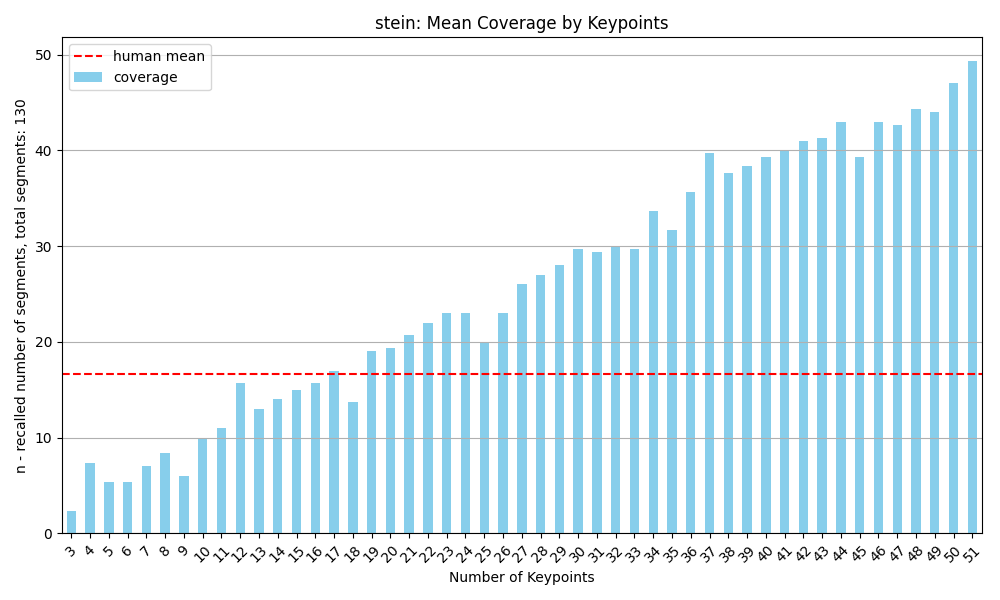 stein: Mean Coverage by Keypoints
human mean
coverage
n - recalled number of segments, total segments: 130
50
40
30
20
10
0
3 4 5 6 7 8 9 10 11 12 13 14 15 16 17 18 19 20 21 22 23 24 25 26 27 28 29 30 31 32 33 34 35 36 37 38 39 40 41 42 43 44 45 46 47 48 49 50 51
Number of Keypoints